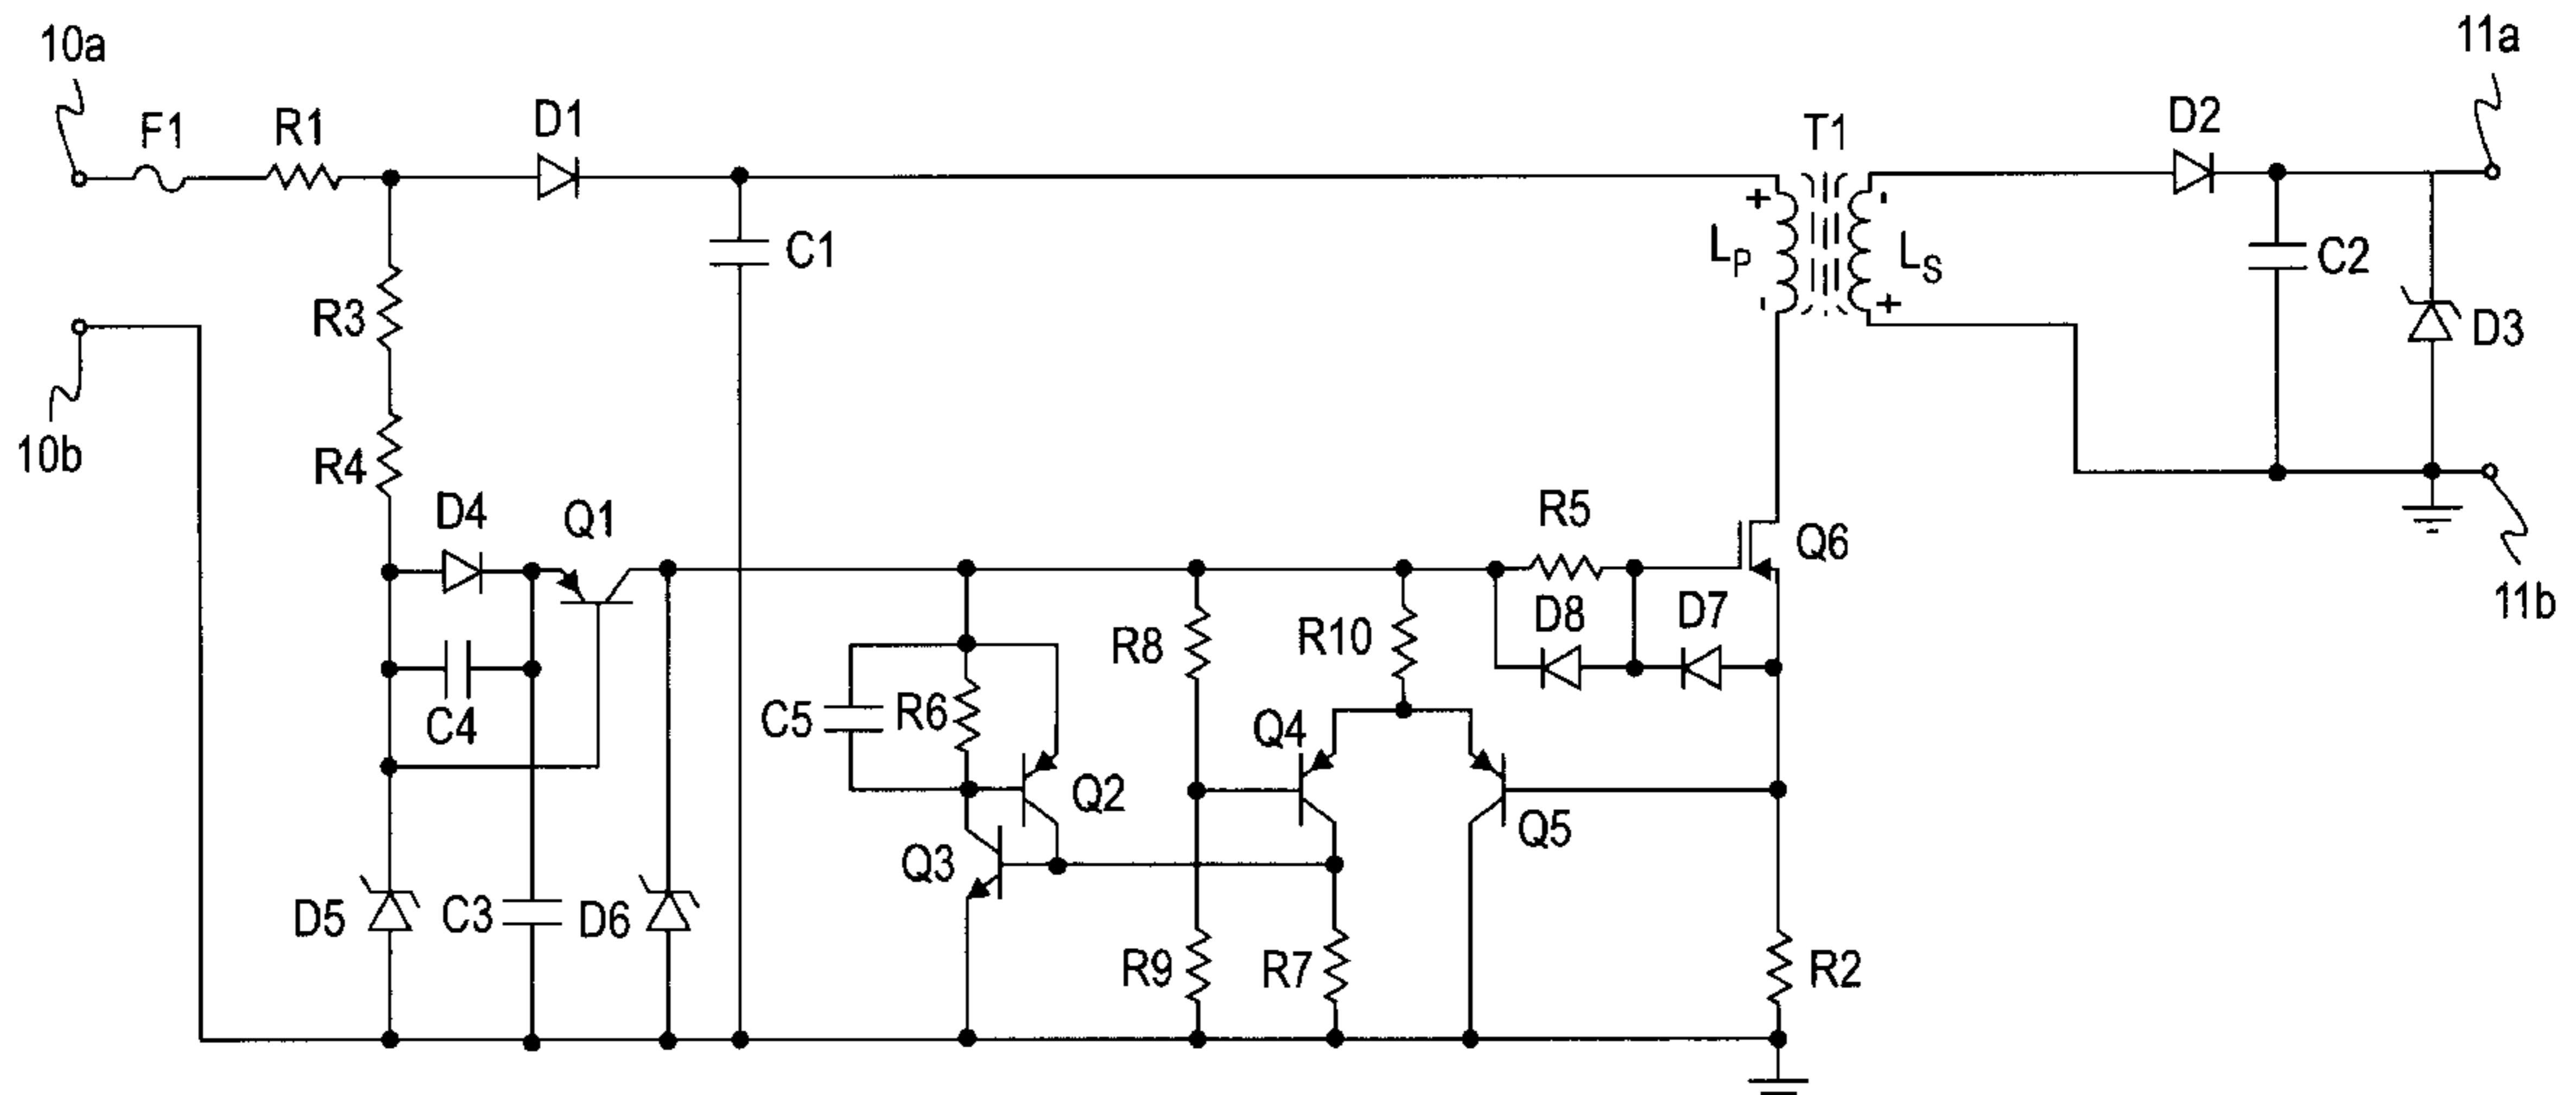 10a
11a
F1
R1
D1
T1
D2
+
-
LP
LS
C1
C2
R3
-
+
D3
10b
R4
D4
Q1
R5
Q6
11b
D8
D7
R8
R10
C5
R6
C4
Q4
Q2
Q5
Q3
D5
C3
D6
R9
R7
R2